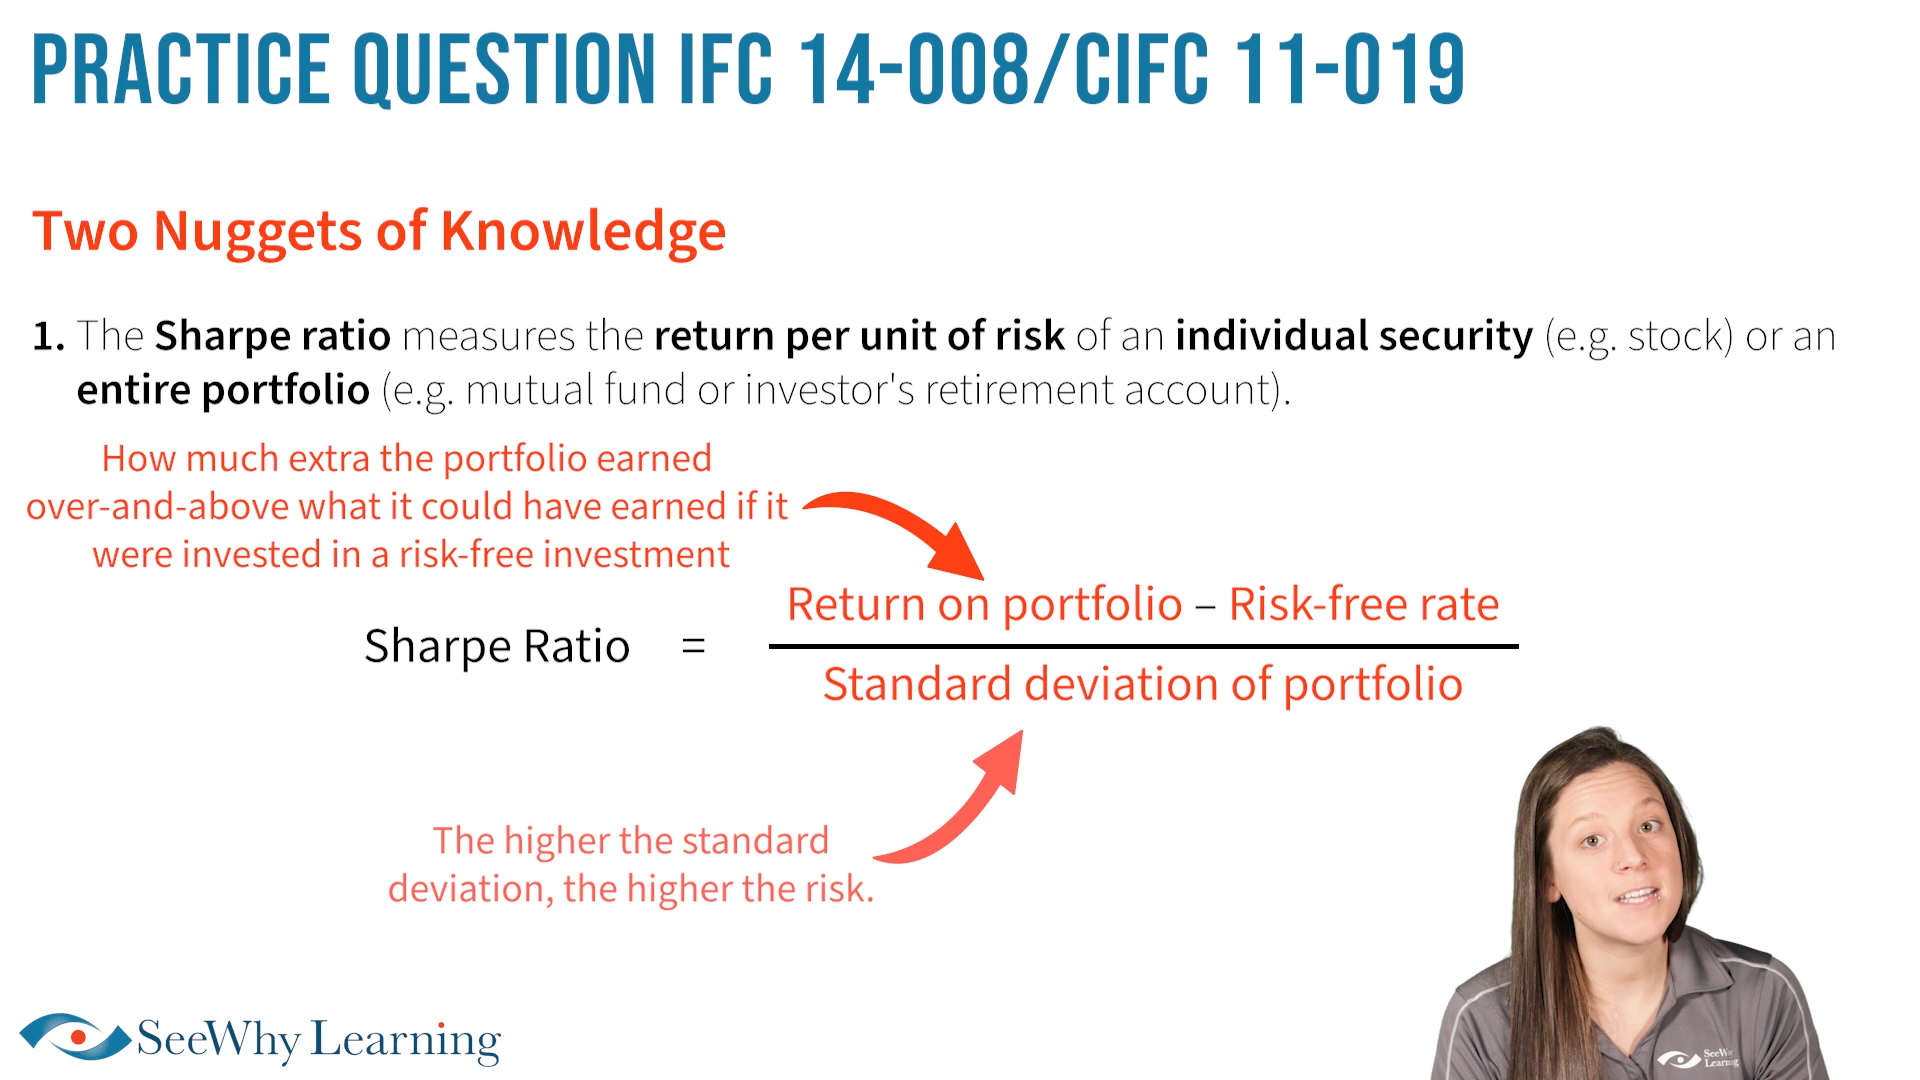 PRACTICE QUESTION IFC 14-008/CIFC 11-019
Two Nuggets of Knowledge
1. The Sharpe ratio measures the return per unit of risk of an individual security (e.g. stock) or an
entire portfolio (e.g. mutual fund or investor's retirement account).
How much extra the portfolio earned
over-and-above what it could have earned if it
were invested in a risk-free investment
Return on portfolio – Risk-free rate
Sharpe Ratio =
Standard deviation of portfolio
The higher the standard
deviation, the higher the risk.
SeeWhy Learning
SeeWhy
Learning